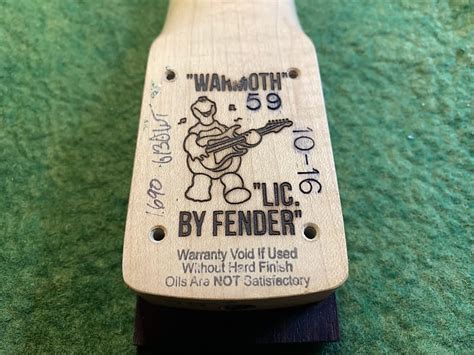 "WARMOTH"
59
10-16
"LIC.
BY FENDER"
Warranty Void If Used
Without Hard Finish
Oils Are NOT Satisfactory